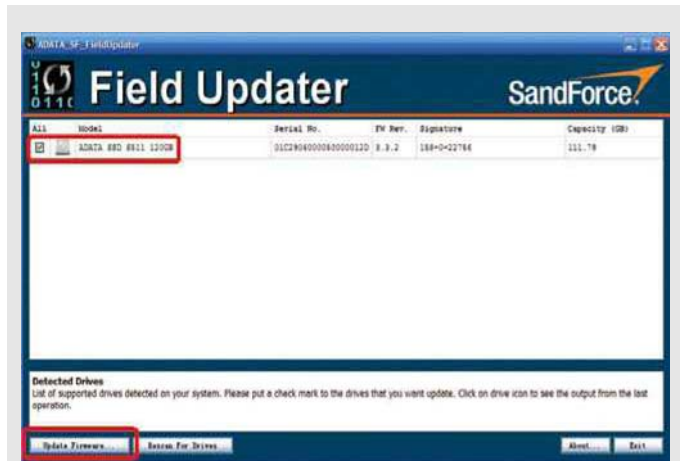 ADATA_SF_FieldUpdater
Field Updater
SandForce
All Model Serial No. FW Rev. Signature Capacity (GB)
ADATA SSD S511 120GB 3.3.2 111.79
Detected Drives
List of supported drives detected on your system. Please put a check mark to the drives that you want update. Click on drive icon to see the output from the last
operation.
Update Firmware... Rescan For Drives About... Exit